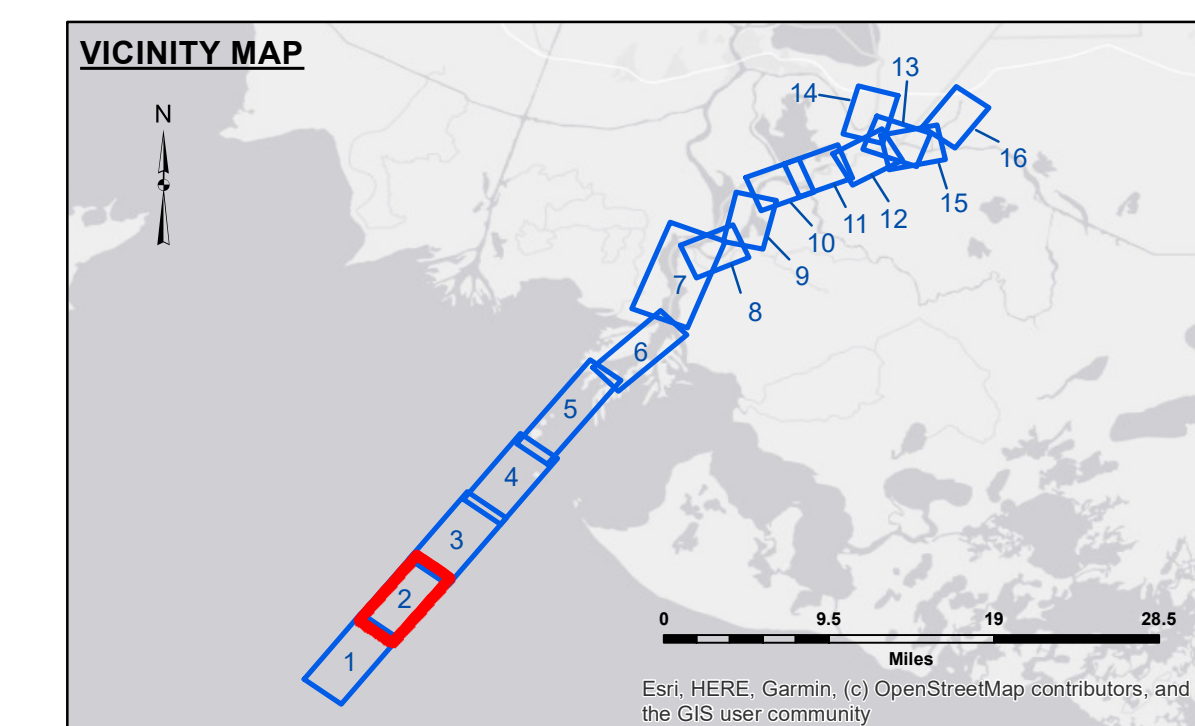 VICINITY MAP
N
13
14
16
15
12
11
10
9
7
8
6
5
4
3
2
1
0 9.5 19 28.5
Miles
Esri, HERE, Garmin, (c) OpenStreetMap contributors, and
the GIS user community